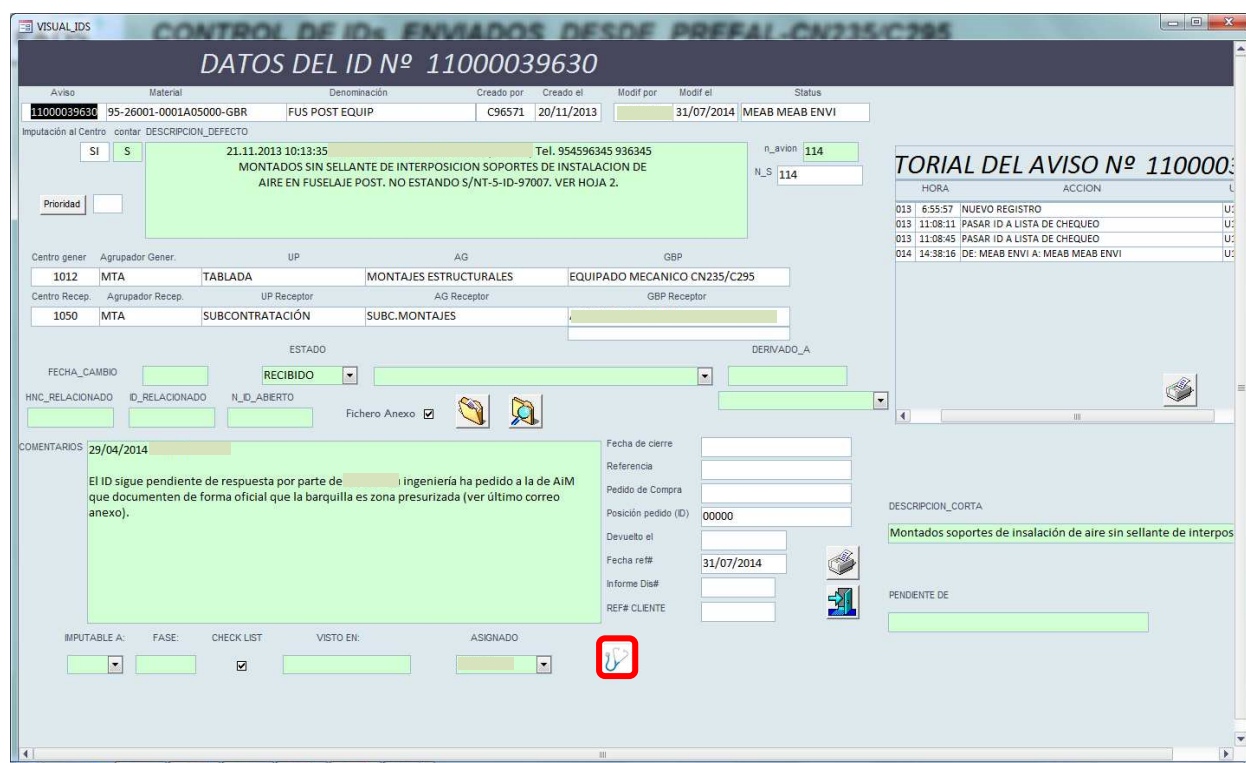 VISUAL_IDS
CONTROL DE IDs ENVIADOS DESDE PREFAL-CN235/C295
DATOS DEL ID Nº 11000039630
Aviso Material Denominación Creado por Creado el Modif por Modif el Status
11000039630 95-26001-0001A05000-GBR FUS POST EQUIP C96571 20/11/2013 31/07/2014 MEAB MEAB ENVI
Imputación al Centro contar DESCRIPCION_DEFECTO
SI S
21.11.2013 10:13:35 Tel. 954596345 936345
MONTADOS SIN SELLANTE DE INTERPOSICION SOPORTES DE INSTALACION DE
AIRE EN FUSELAJE POST. NO ESTANDO S/NT-5-ID-97007. VER HOJA 2.
n_avion 114
N_S 114
Prioridad
TORIAL DEL AVISO Nº 110000
HORA ACCION
013 6:55:57 NUEVO REGISTRO
013 11:08:11 PASAR ID A LISTA DE CHEQUEO
013 11:08:45 PASAR ID A LISTA DE CHEQUEO
014 14:38:16 DE: MEAB ENVI A: MEAB MEAB ENVI
Centro gener Agrupador Gener. UP AG GBP
1012 MTA TABLADA MONTAJES ESTRUCTURALES EQUIPADO MECANICO CN235/C295
Centro Recep. Agrupador Recep. UP Receptor AG Receptor GBP Receptor
1050 MTA SUBCONTRATACIÓN SUBC.MONTAJES
ESTADO DERIVADO_A
FECHA_CAMBIO RECIBIDO
HNC_RELACIONADO ID_RELACIONADO N_ID_ABIERTO
Fichero Anexo
COMENTARIOS
29/04/2014
El ID sigue pendiente de respuesta por parte de ingeniería ha pedido a la de AiM
que documenten de forma oficial que la barquilla es zona presurizada (ver último correo
anexo).
Fecha de cierre
Referencia
Pedido de Compra
Posición pedido (ID) 00000
Devuelto el
Fecha ref# 31/07/2014
Informe Dis#
REF# CLIENTE
DESCRIPCION_CORTA
Montados soportes de insalación de aire sin sellante de interpos
PENDIENTE DE
IMPUTABLE A: FASE: CHECK LIST VISTO EN: ASIGNADO